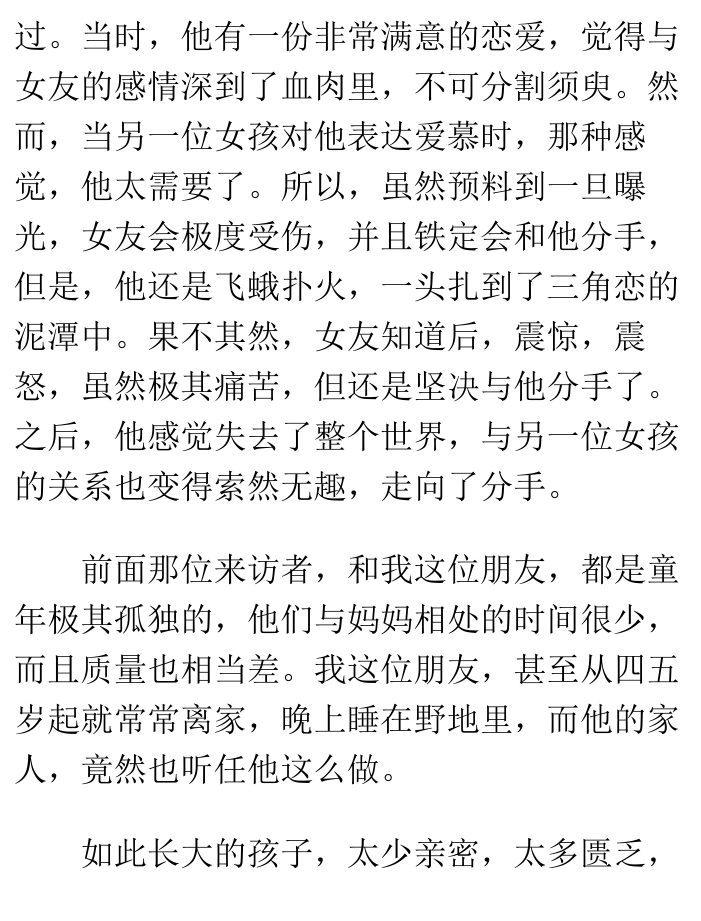 过。当时，他有一份非常满意的恋爱，觉得与
女友的感情深到了血肉里，不可分割须臾。然
而，当另一位女孩对他表达爱慕时，那种感
觉，他太需要了。所以，虽然预料到一旦曝
光，女友会极度受伤，并且铁定会和他分手，
但是，他还是飞蛾扑火，一头扎到了三角恋的
泥潭中。果不其然，女友知道后，震惊，震
怒，虽然极其痛苦，但还是坚决与他分手了。
之后，他感觉失去了整个世界，与另一位女孩
的关系也变得索然无趣，走向了分手。
前面那位来访者，和我这位朋友，都是童
年极其孤独的，他们与妈妈相处的时间很少，
而且质量也相当差。我这位朋友，甚至从四五
岁起就常常离家，晚上睡在野地里，而他的家
人，竟然也听任他这么做。
如此长大的孩子，太少亲密，太多匮乏，